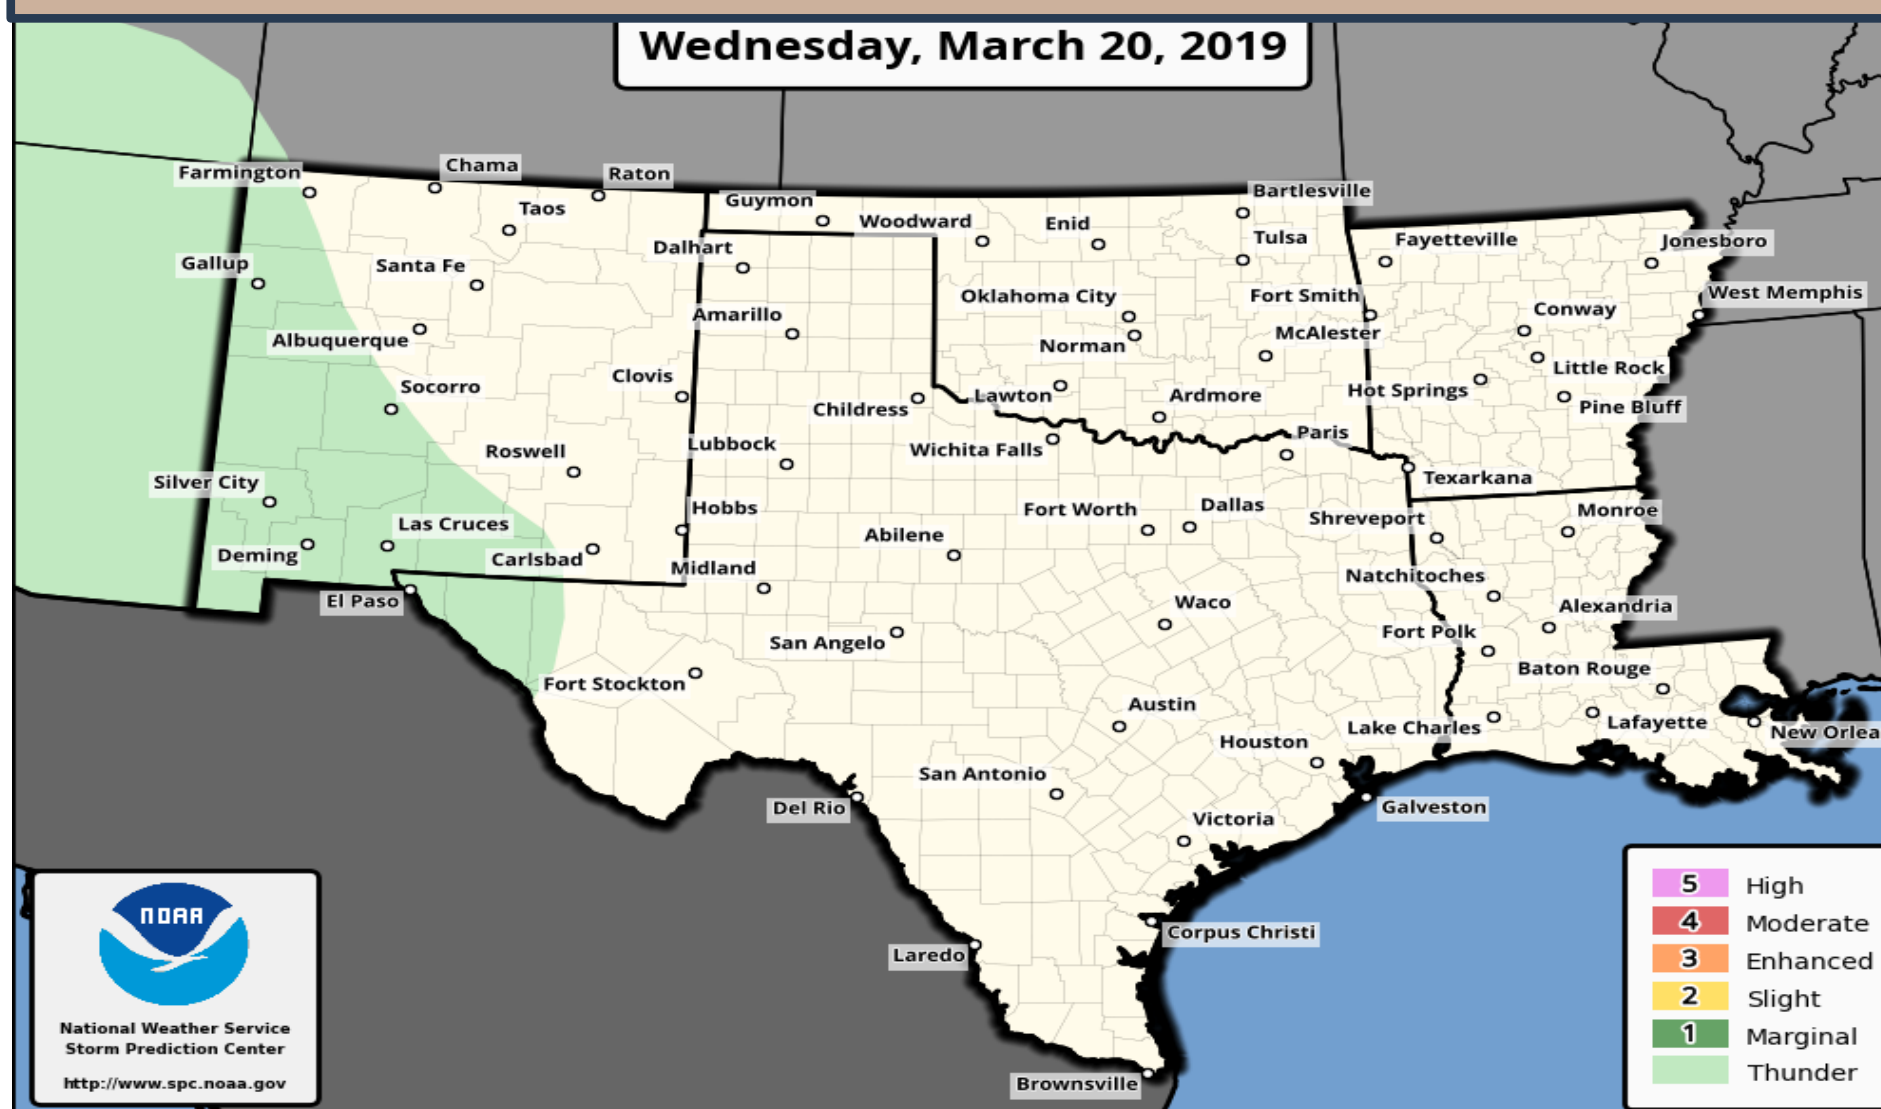 Wednesday, March 20, 2019
Farmington
Chama
Raton
Taos
Guymon
Woodward
Enid
Bartlesville
Tulsa
Fayetteville
Jonesboro
Dalhart
Gallup
Santa Fe
Oklahoma City
Fort Smith
West Memphis
Amarillo
Conway
Albuquerque
Norman
McAlester
Little Rock
Socorro
Clovis
Lawton
Ardmore
Hot Springs
Childress
Pine Bluff
Paris
Roswell
Lubbock
Wichita Falls
Silver City
Texarkana
Hobbs
Fort Worth
Dallas
Shreveport
Monroe
Las Cruces
Abilene
Deming
Carlsbad
Midland
Natchitoches
El Paso
Waco
Alexandria
San Angelo
Fort Polk
Fort Stockton
Baton Rouge
Austin
Lake Charles
Lafayette
New Orlea
Houston
San Antonio
Del Rio
Galveston
Victoria
Corpus Christi
Laredo
Brownsville
NOAA
National Weather Service
Storm Prediction Center
http://www.spc.noaa.gov
5 High
4 Moderate
3 Enhanced
2 Slight
1 Marginal
Thunder